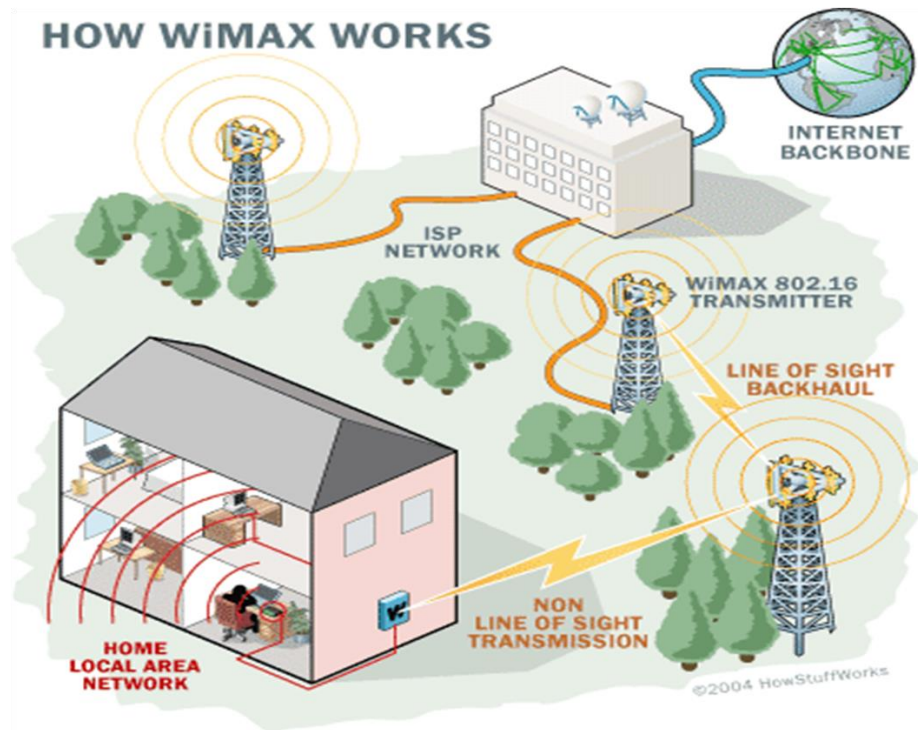 HOW WiMAX WORKS
INTERNET
BACKBONE
ISP
NETWORK
WiMAX 802.16
TRANSMITTER
LINE OF SIGHT
BACKHAUL
NON
LINE OF SIGHT
TRANSMISSION
HOME
LOCAL AREA
NETWORK
©2004 HowStuffWorks